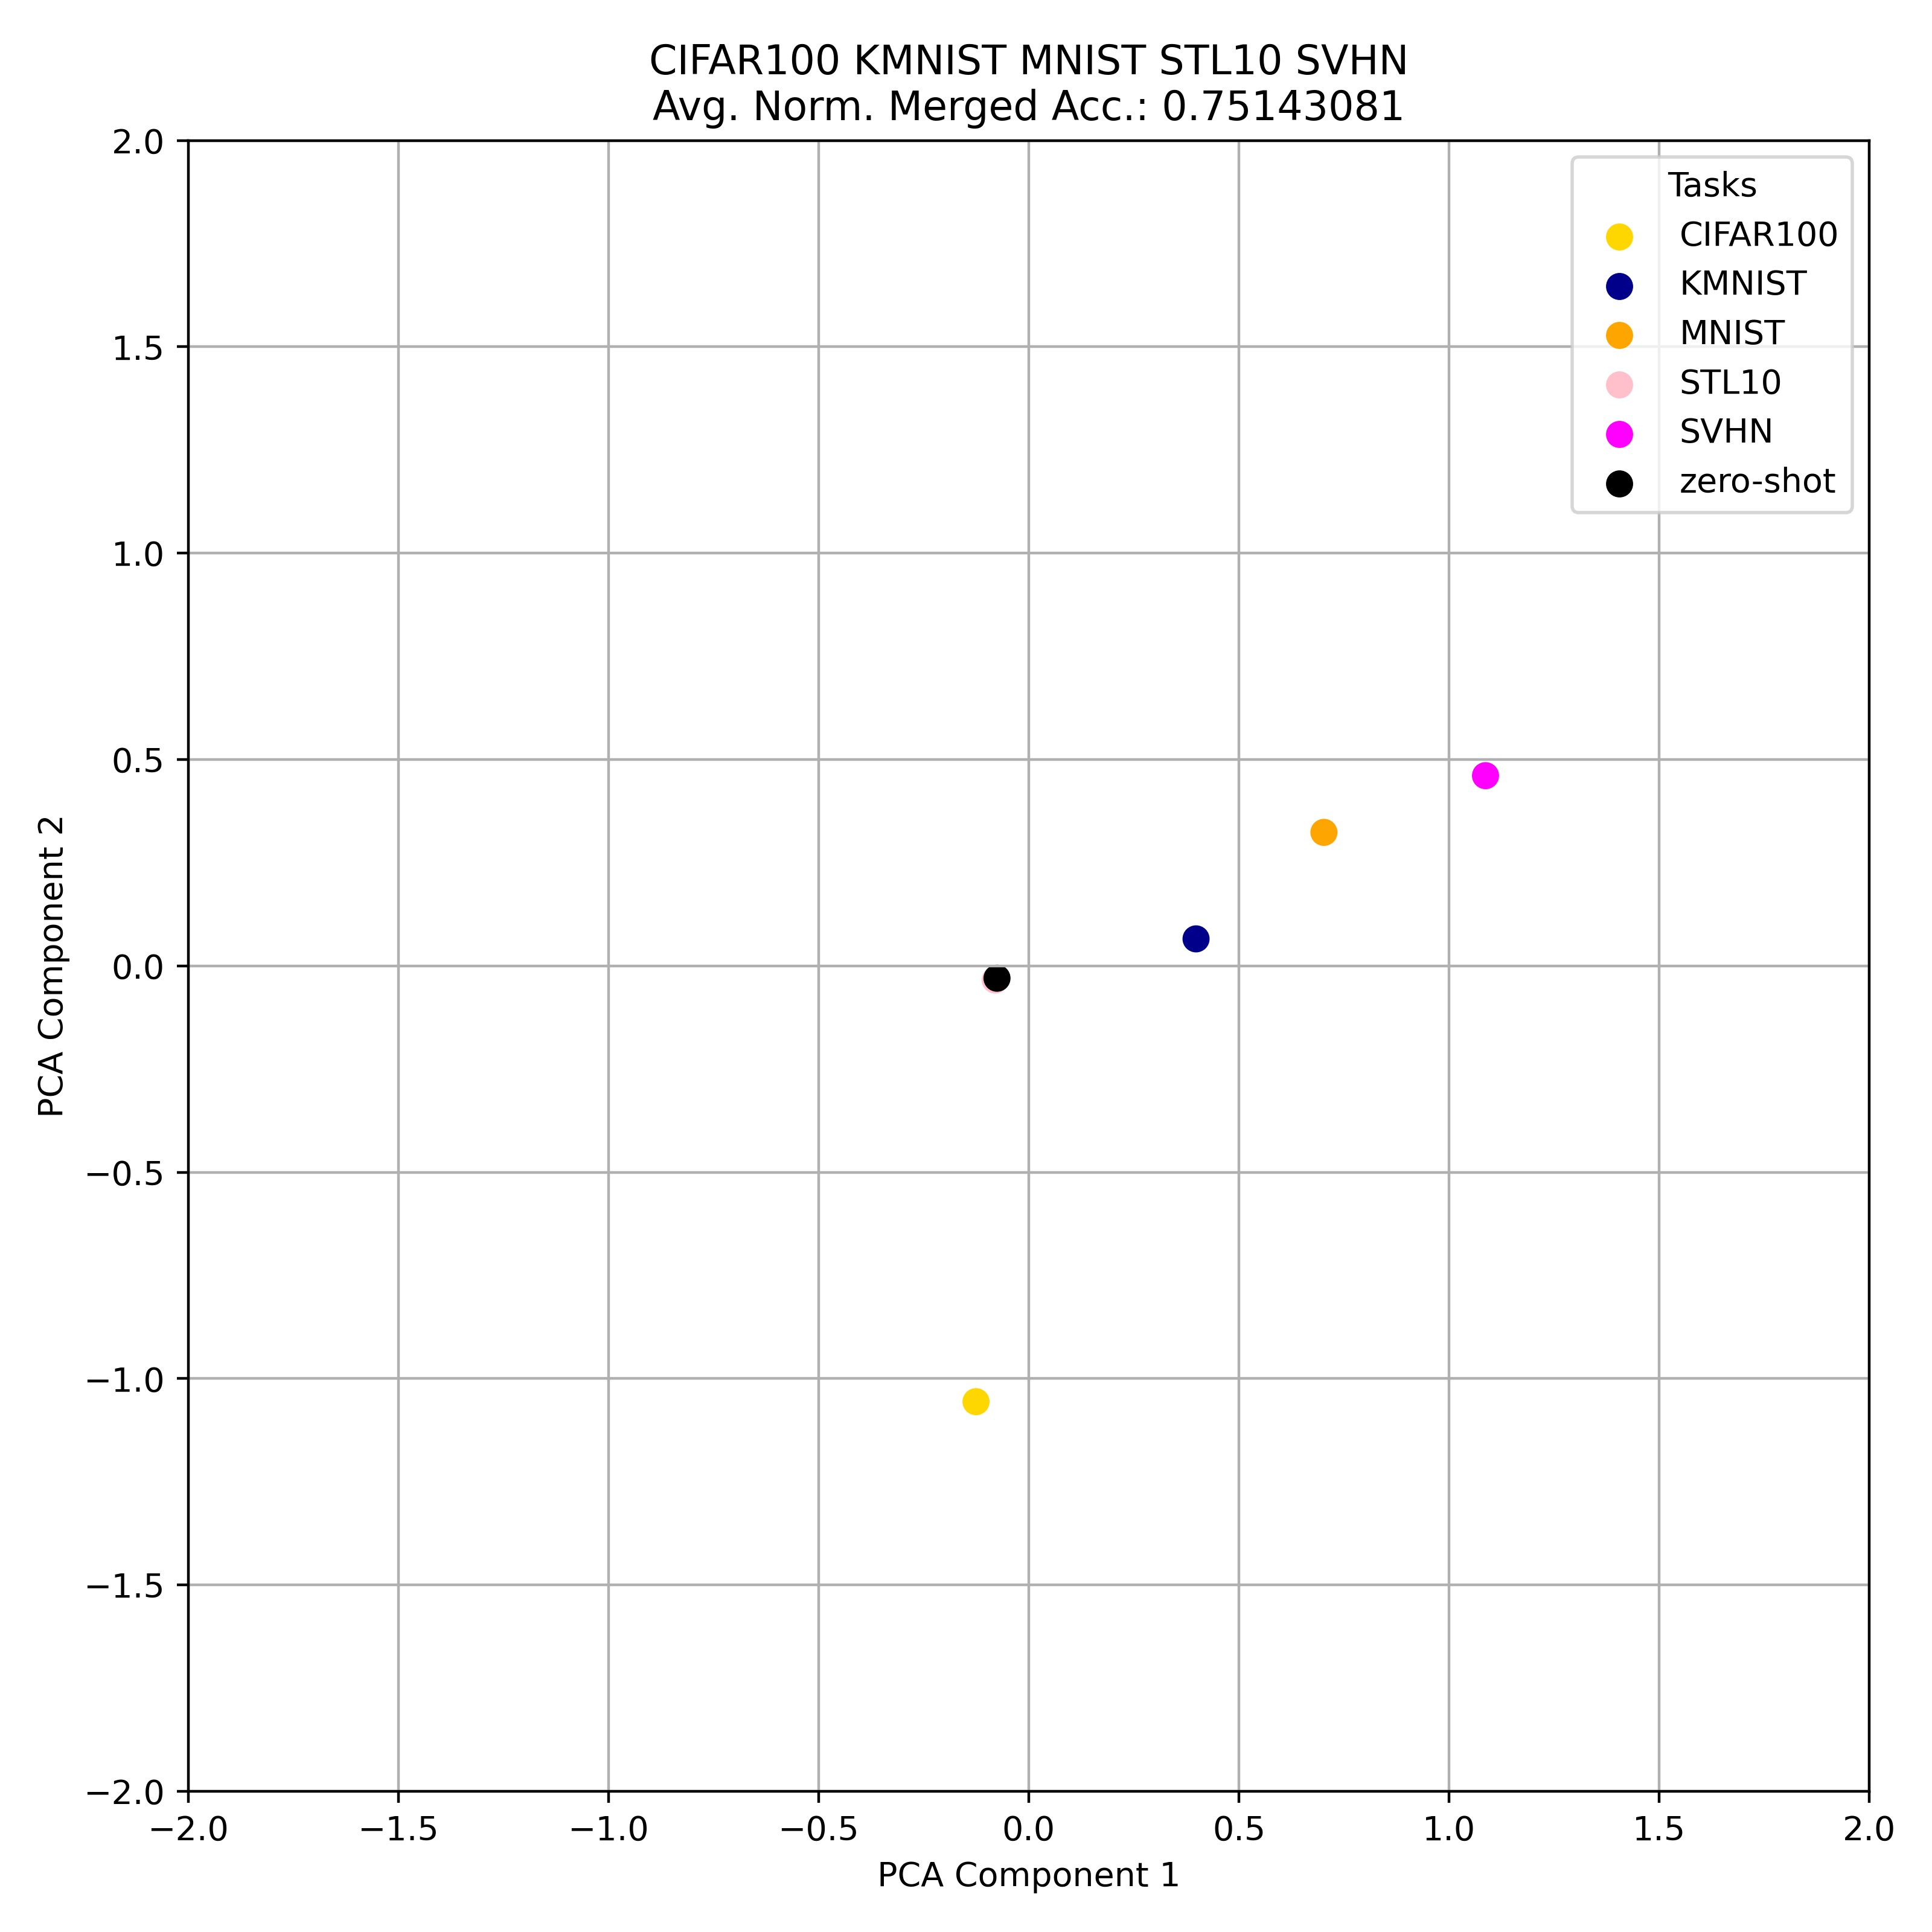 CIFAR100 KMNIST MNIST STL10 SVHN
Avg. Norm. Merged Acc.: 0.75143081
Tasks
CIFAR100
KMNIST
MNIST
STL10
SVHN
zero-shot
PCA Component 2
2.0
1.5
1.0
0.5
0.0
−0.5
−1.0
−1.5
−2.0
−2.0 −1.5 −1.0 −0.5 0.0 0.5 1.0 1.5 2.0
PCA Component 1